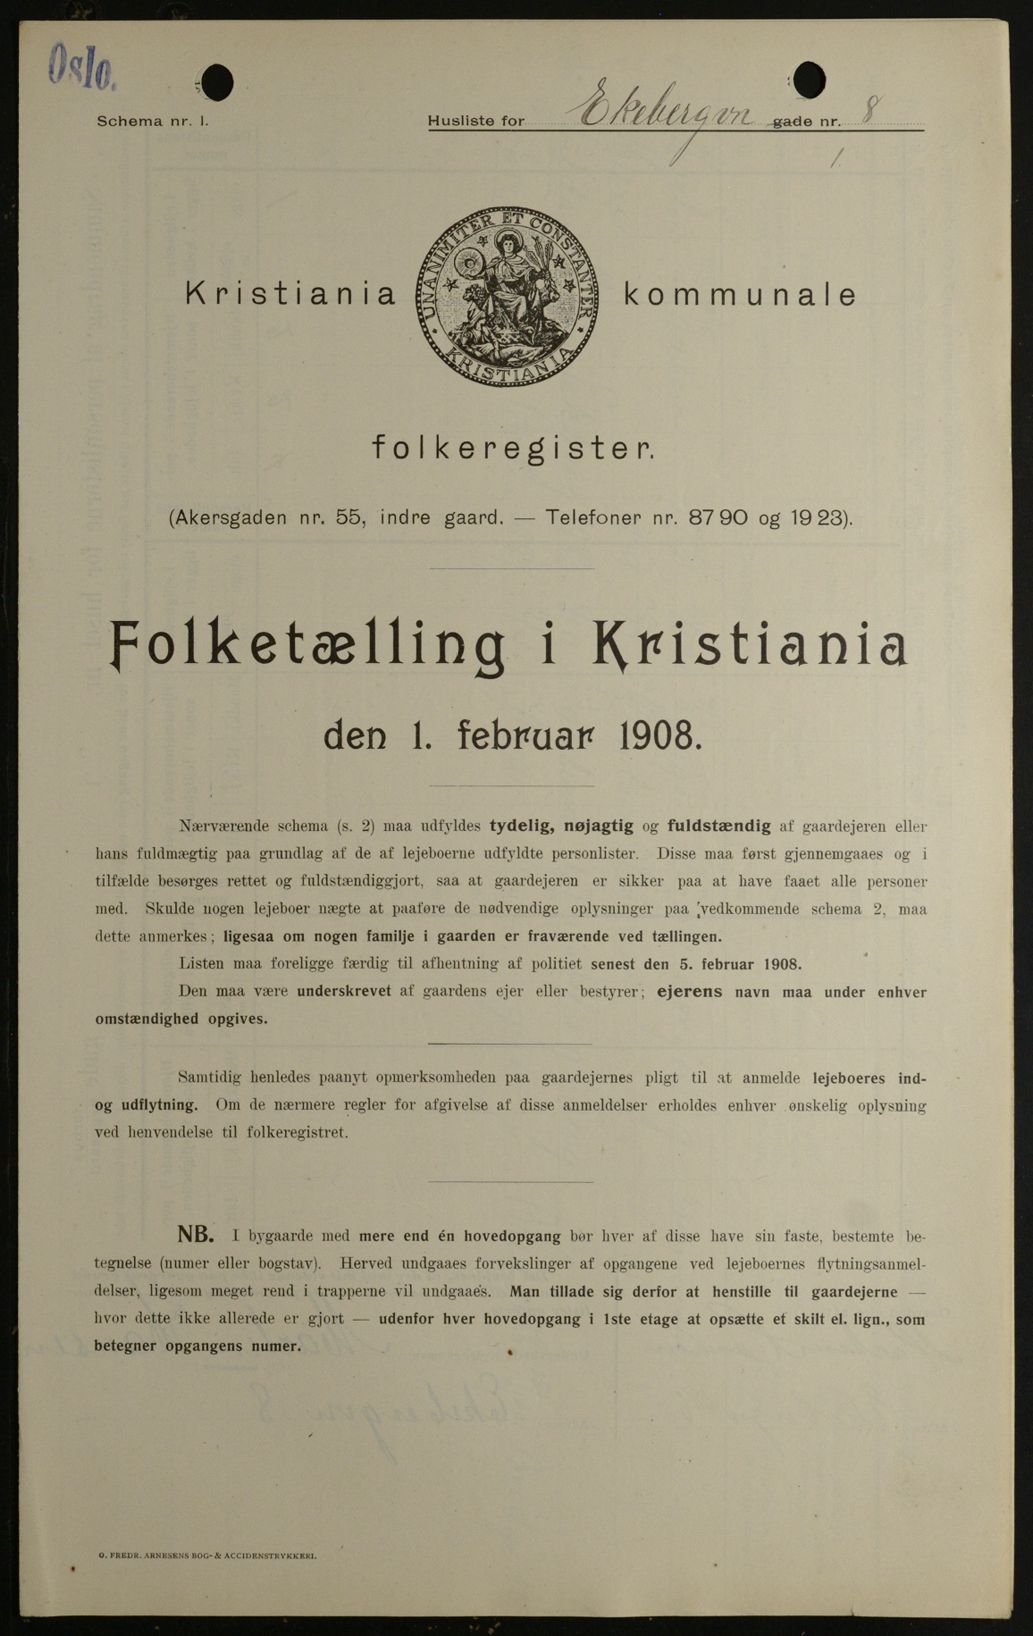 Oslo.
Schema nr. 1.
Husliste for Ekebergvn gade nr. 8
1.
UNANIMITER ET CONSTANTER
KRISTIANIA
Kristiania kommunale
folkeregister.
(Akersgaden nr. 55, indre gaard. — Telefoner nr. 87 90 og 19 23).
Folketælling i Kristiania
den 1. februar 1908.
Nærværende schema (s. 2) maa udfyldes tydelig, nøjagtig og fuldstændig af gaardejeren eller
hans fuldmægtig paa grundlag af de af lejeboerne udfyldte personlister. Disse maa først gjennemgaaes og i
tilfælde besørges rettet og fuldstændiggjort, saa at gaardejeren er sikker paa at have faaet alle personer
med. Skulde nogen lejeboer nægte at paaføre de nødvendige oplysninger paa vedkommende schema 2, maa
dette anmerkes; ligesaa om nogen familje i gaarden er fraværende ved tællingen.
Listen maa foreligge færdig til afhentning af politiet senest den 5. februar 1908.
Den maa være underskrevet af gaardens ejer eller bestyrer; ejerens navn maa under enhver
omstændighed opgives.
Samtidig henledes paanyt opmerksomheden paa gaardejernes pligt til at anmelde lejeboeres ind-
og udflytning. Om de nærmere regler for afgivelse af disse anmeldelser erholdes enhver ønskelig oplysning
ved henvendelse til folkeregistret.
NB. I bygaarde med mere end én hovedopgang bør hver af disse have sin faste, bestemte be-
tegnelse (numer eller bogstav). Herved undgaaes forvekslinger af opgangene ved lejeboernes flytningsanmel-
delser, ligesom meget rend i trapperne vil undgaaes. Man tillade sig derfor at henstille til gaardejerne —
hvor dette ikke allerede er gjort — udenfor hver hovedopgang i 1ste etage at opsætte et skilt el. lign., som
betegner opgangens numer.
O. FREDR. ARNESENS BOG- & ACCIDENSTRYKKERI.